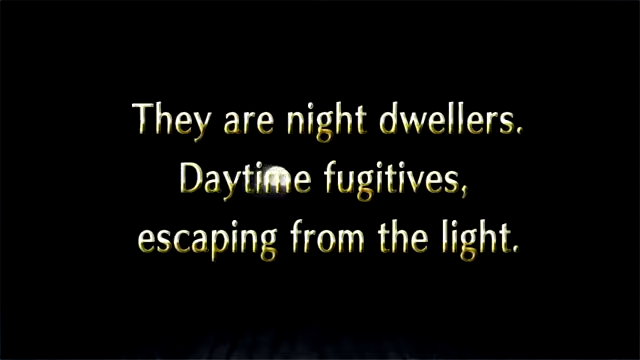 They are night dwellers.
Daytime fugitives,
escaping from the light.